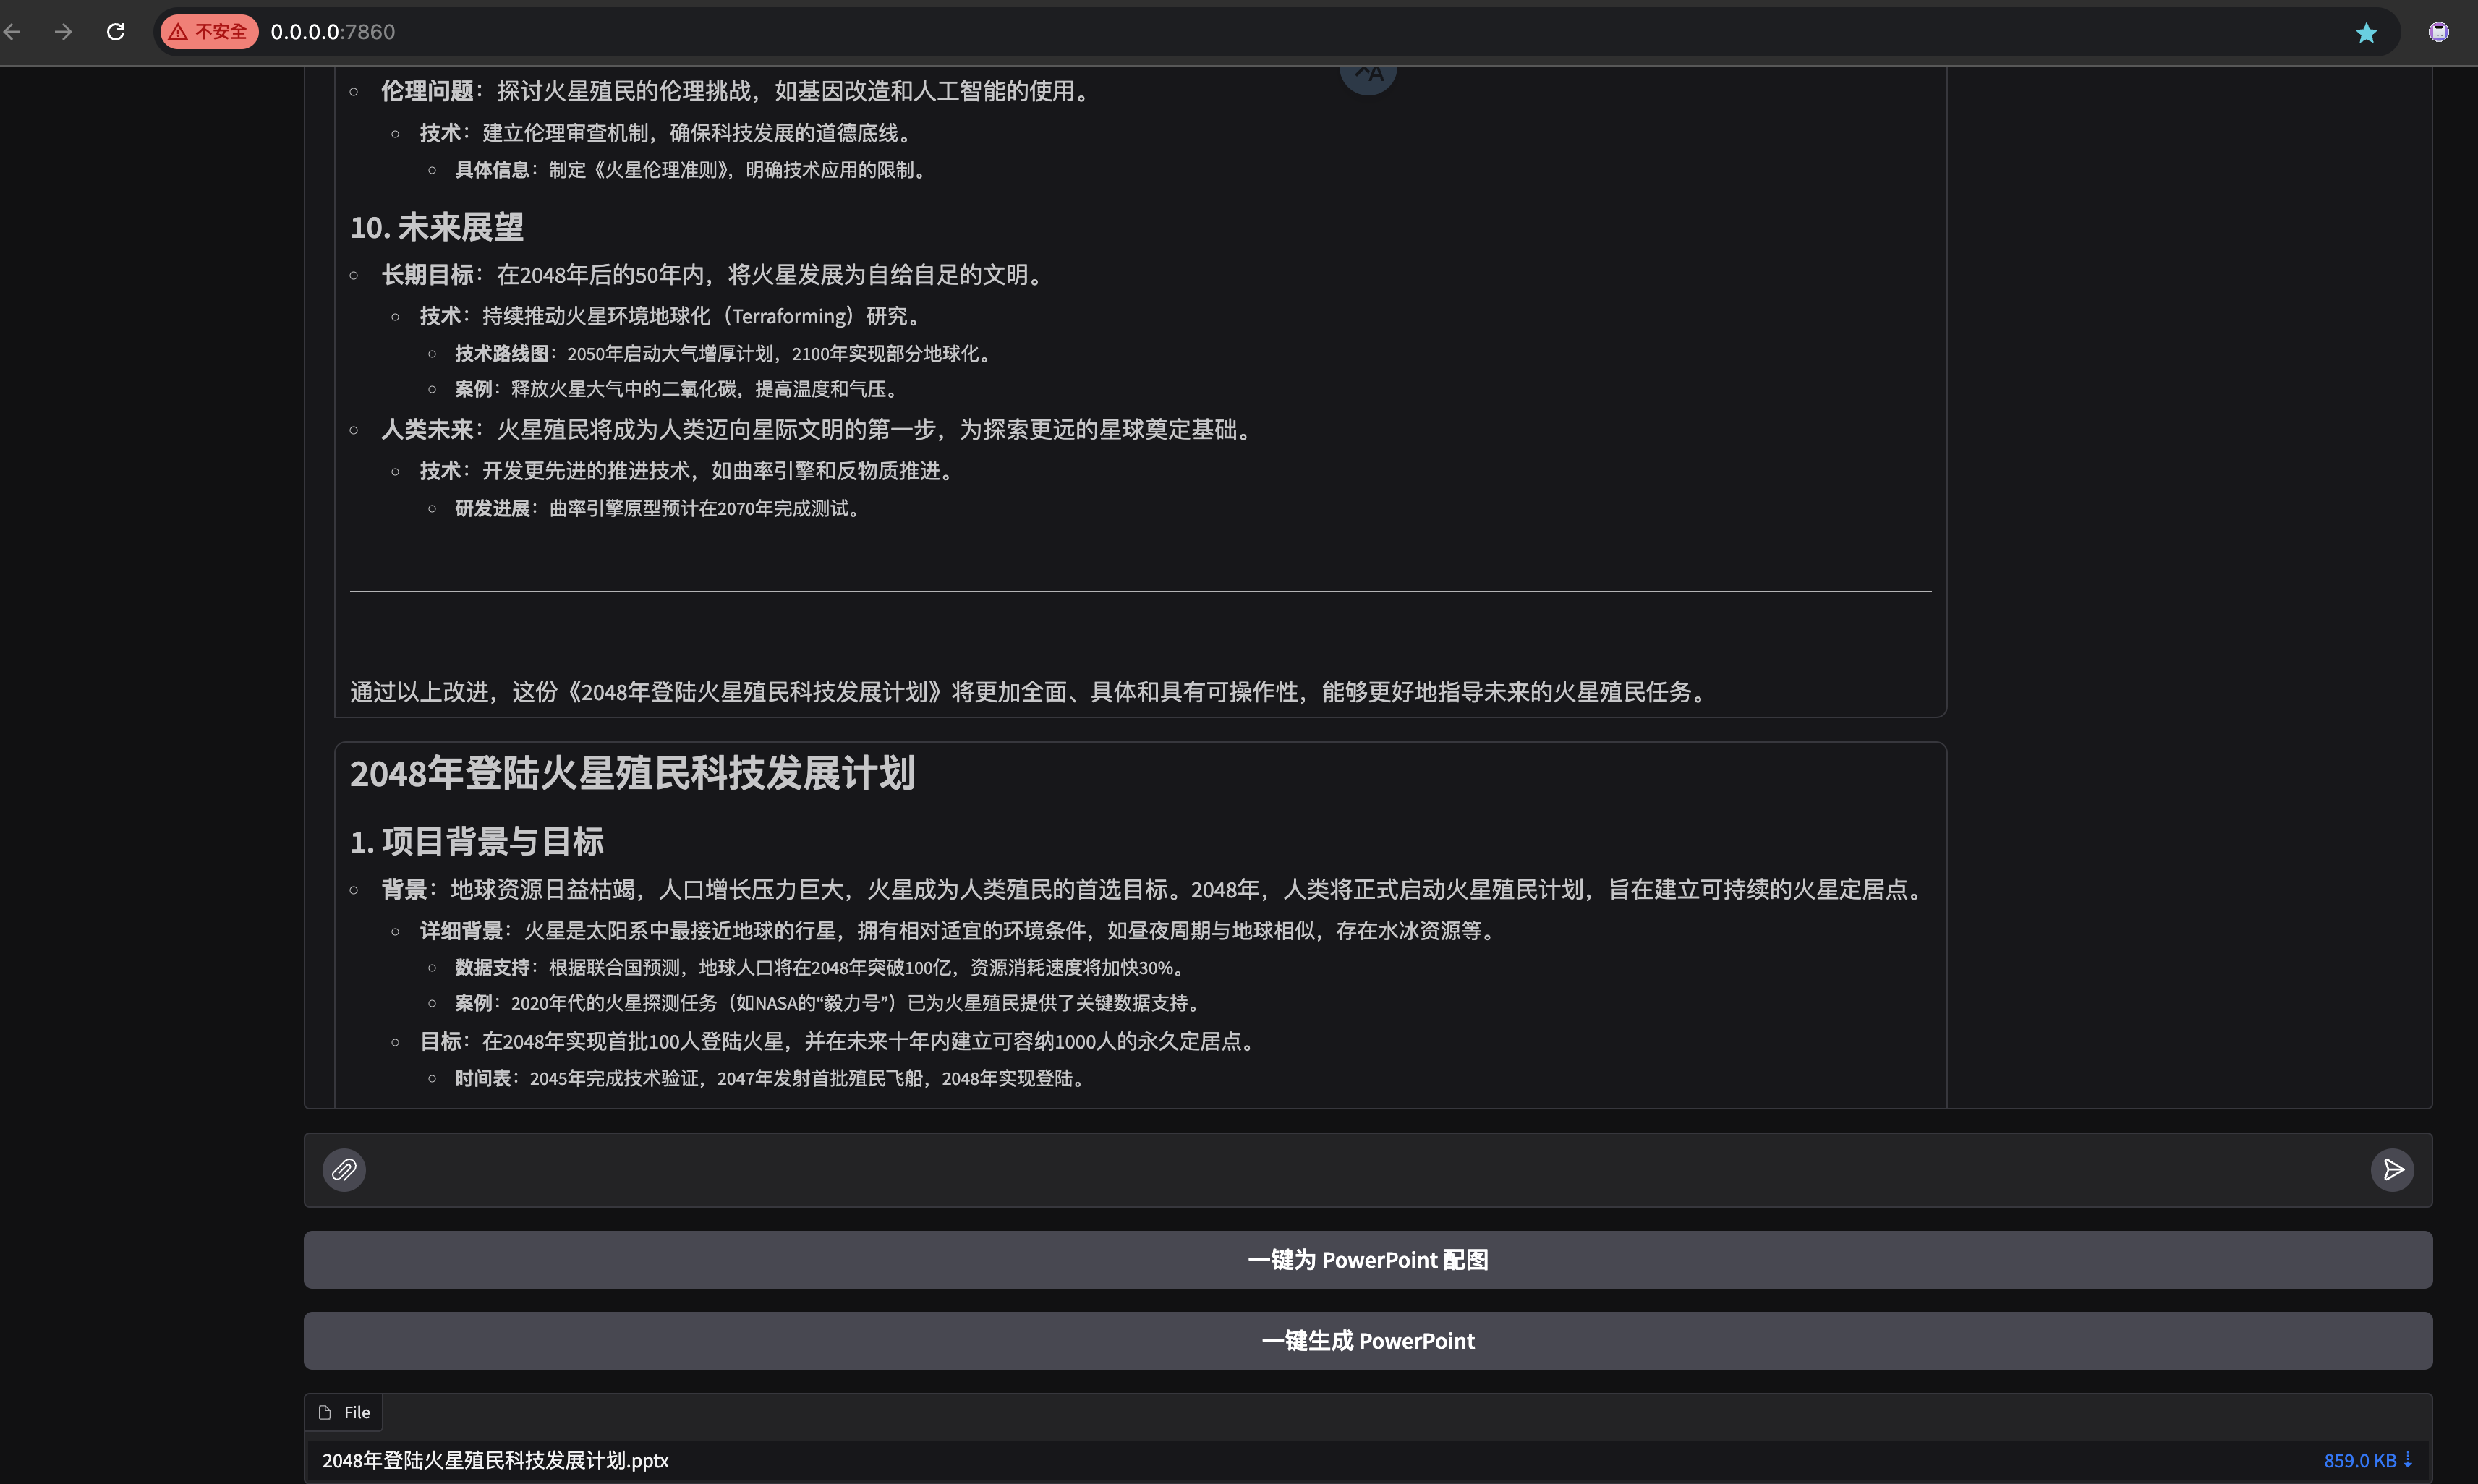 不安全 0.0.0.0:7860
伦理问题：探讨火星殖民的伦理挑战，如基因改造和人工智能的使用。
技术：建立伦理审查机制，确保科技发展的道德底线。
具体信息：制定《火星伦理准则》，明确技术应用的限制。
10. 未来展望
长期目标：在2048年后的50年内，将火星发展为自给自足的文明。
技术：持续推动火星环境地球化（Terraforming）研究。
技术路线图：2050年启动大气增厚计划，2100年实现部分地球化。
案例：释放火星大气中的二氧化碳，提高温度和气压。
人类未来：火星殖民将成为人类迈向星际文明的第一步，为探索更远的星球奠定基础。
技术：开发更先进的推进技术，如曲率引擎和反物质推进。
研发进展：曲率引擎原型预计在2070年完成测试。
通过以上改进，这份《2048年登陆火星殖民科技发展计划》将更加全面、具体和具有可操作性，能够更好地指导未来的火星殖民任务。
2048年登陆火星殖民科技发展计划
1. 项目背景与目标
背景：地球资源日益枯竭，人口增长压力巨大，火星成为人类殖民的首选目标。2048年，人类将正式启动火星殖民计划，旨在建立可持续的火星定居点。
详细背景：火星是太阳系中最接近地球的行星，拥有相对适宜的环境条件，如昼夜周期与地球相似，存在水冰资源等。
数据支持：根据联合国预测，地球人口将在2048年突破100亿，资源消耗速度将加快30%。
案例：2020年代的火星探测任务（如NASA的“毅力号”）已为火星殖民提供了关键数据支持。
目标：在2048年实现首批100人登陆火星，并在未来十年内建立可容纳1000人的永久定居点。
时间表：2045年完成技术验证，2047年发射首批殖民飞船，2048年实现登陆。
一键为 PowerPoint 配图
一键生成 PowerPoint
File
2048年登陆火星殖民科技发展计划.pptx 859.0 KB ⇣